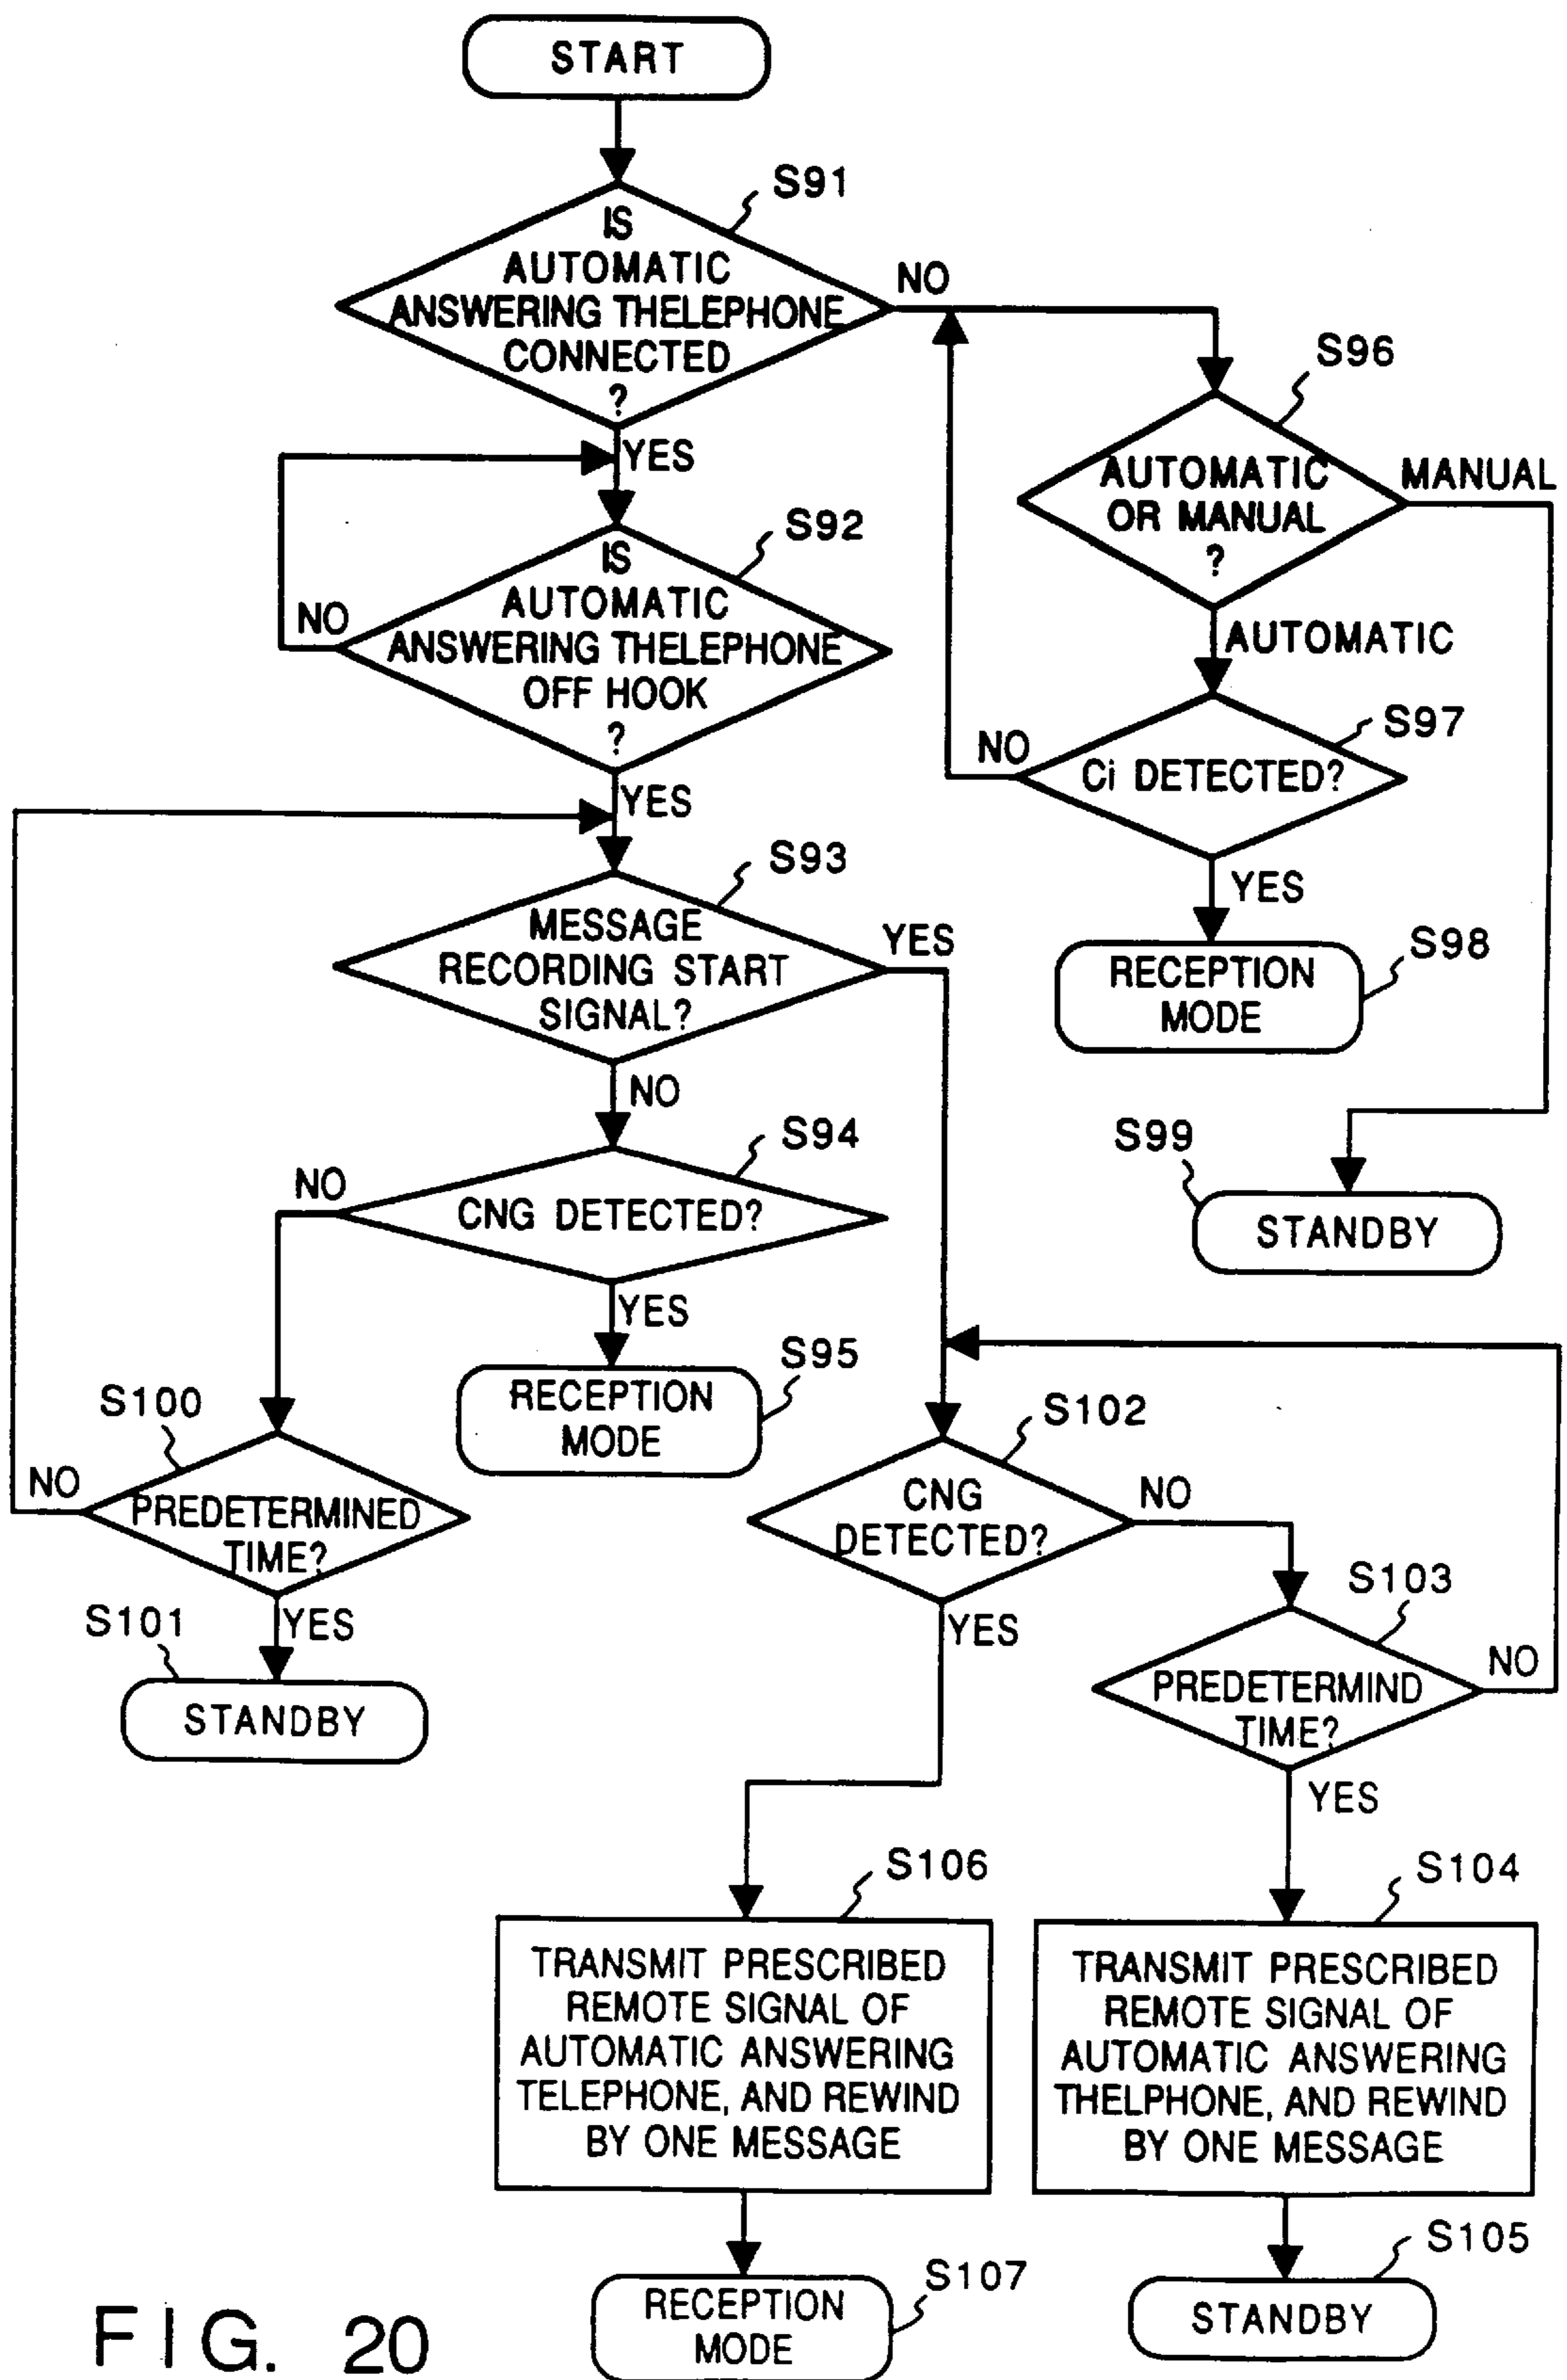 START
S91
IS
AUTOMATIC
ANSWERING THELEPHONE
CONNECTED
?
NO
YES
S96
AUTOMATIC
OR MANUAL
?
MANUAL
AUTOMATIC
S92
IS
AUTOMATIC
ANSWERING THELEPHONE
OFF HOOK
?
NO
YES
S97
Ci DETECTED?
NO
YES
S98
RECEPTION
MODE
S99
STANDBY
S93
MESSAGE
RECORDING START
SIGNAL?
YES
NO
S94
CNG DETECTED?
NO
YES
S95
RECEPTION
MODE
S100
PREDETERMINED
TIME?
NO
YES
S101
STANDBY
S102
CNG
DETECTED?
NO
YES
S103
PREDETERMIND
TIME?
NO
YES
S106
TRANSMIT PRESCRIBED
REMOTE SIGNAL OF
AUTOMATIC ANSWERING
TELEPHONE, AND REWIND
BY ONE MESSAGE
S104
TRANSMIT PRESCRIBED
REMOTE SIGNAL OF
AUTOMATIC ANSWERING
THELPHONE, AND REWIND
BY ONE MESSAGE
S107
RECEPTION
MODE
S105
STANDBY
FIG. 20